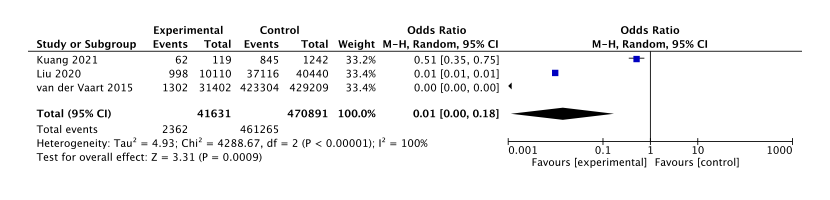 Experimental Control Odds Ratio Odds Ratio
Study or Subgroup Events Total Events Total Weight M-H, Random, 95% CI M-H, Random, 95% CI
Kuang 2021 62 119 845 1242 33.2% 0.51 [0.35, 0.75]
Liu 2020 998 10110 37116 40440 33.4% 0.01 [0.01, 0.01]
van der Vaart 2015 1302 31402 423304 429209 33.4% 0.00 [0.00, 0.00]
Total (95% CI) 41631 470891 100.0% 0.01 [0.00, 0.18]
Total events 2362 461265
Heterogeneity: Tau² = 4.93; Chi² = 4288.67, df = 2 (P < 0.00001); I² = 100%
Test for overall effect: Z = 3.31 (P = 0.0009)
0.001 0.1 1 10 1000
Favours [experimental] Favours [control]